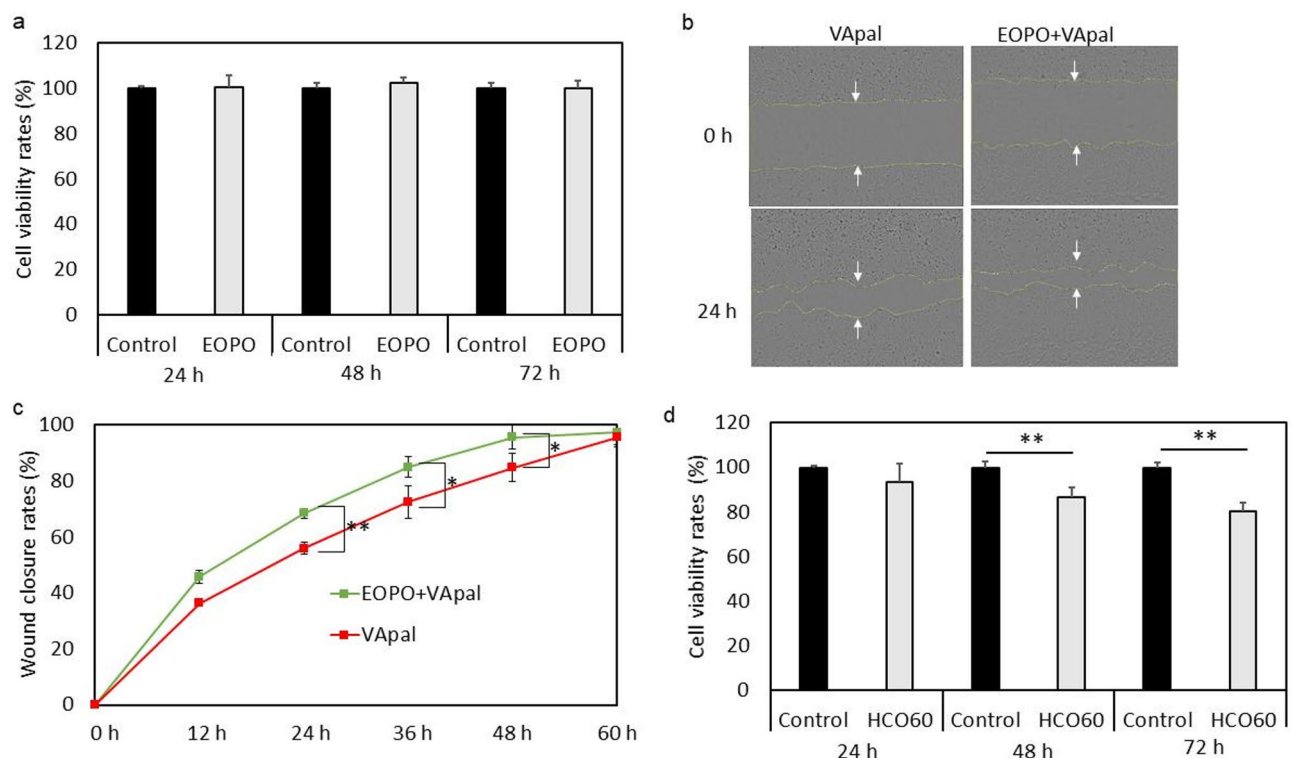 a
120
100
80
60
40
20
0
Cell viability rates (%)
Control EOPO Control EOPO Control EOPO
24 h 48 h 72 h
b
VApal EOPO+VApal
0 h
24 h
c
100
80
60
40
20
0
Wound closure rates (%)
**
*
*
EOPO+VApal
VApal
0 h 12 h 24 h 36 h 48 h 60 h
d
120
100
80
60
40
20
0
Cell viability rates (%)
** **
Control HCO60 Control HCO60 Control HCO60
24 h 48 h 72 h